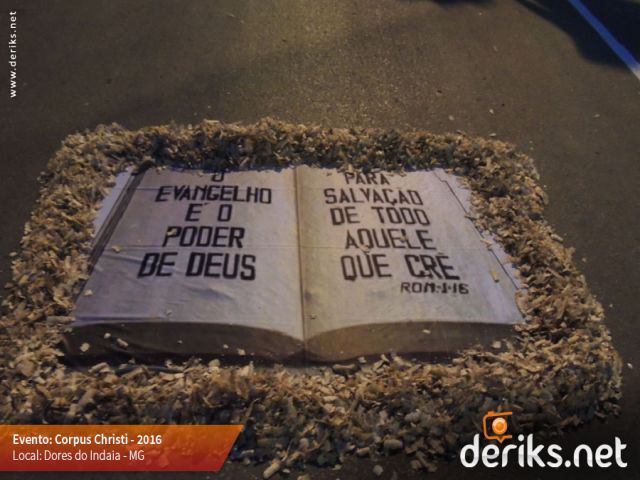 www.deriks.net
O
EVANGELHO
E O
PODER
DE DEUS
PARA
SALVAÇÃO
DE TODO
AQUELE
QUE CRÊ
ROM-1-16
Evento: Corpus Christi - 2016
Local: Dores do Indaia - MG
deriks.net